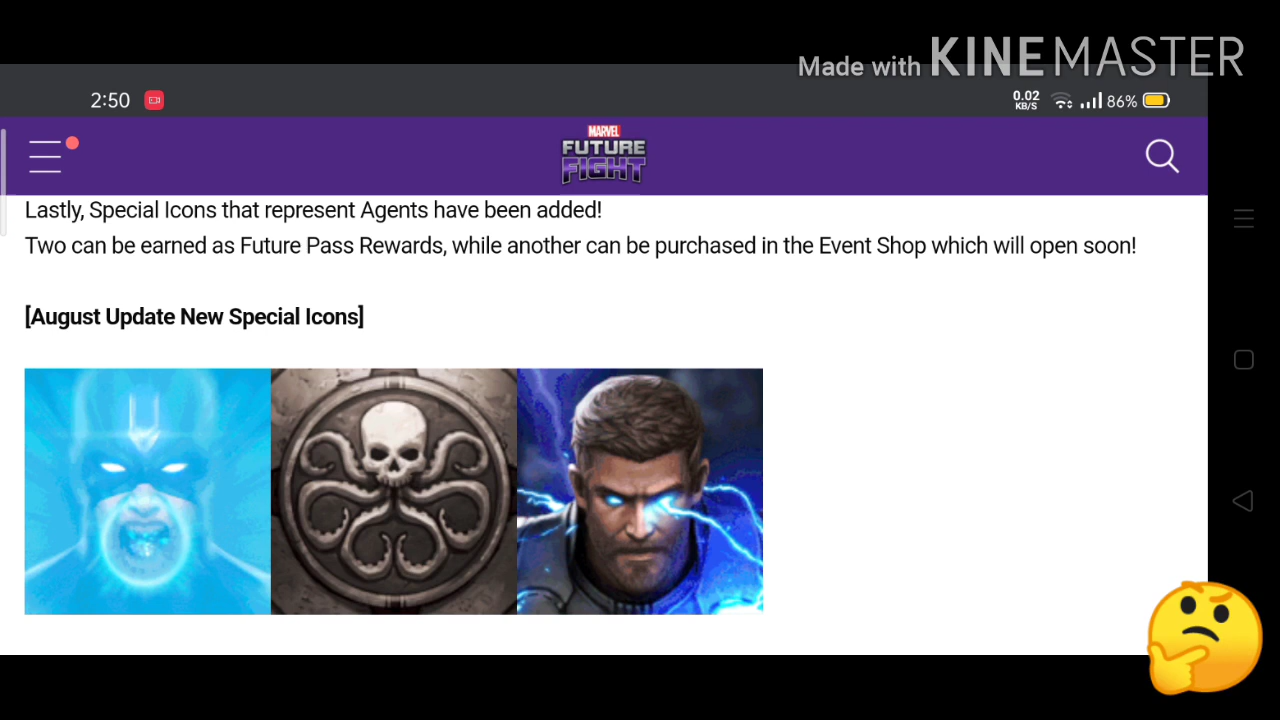 Made with KINEMASTER
2:50
0.02
KB/S
86%
MARVEL
FUTURE
FIGHT
Lastly, Special Icons that represent Agents have been added!
Two can be earned as Future Pass Rewards, while another can be purchased in the Event Shop which will open soon!
[August Update New Special Icons]